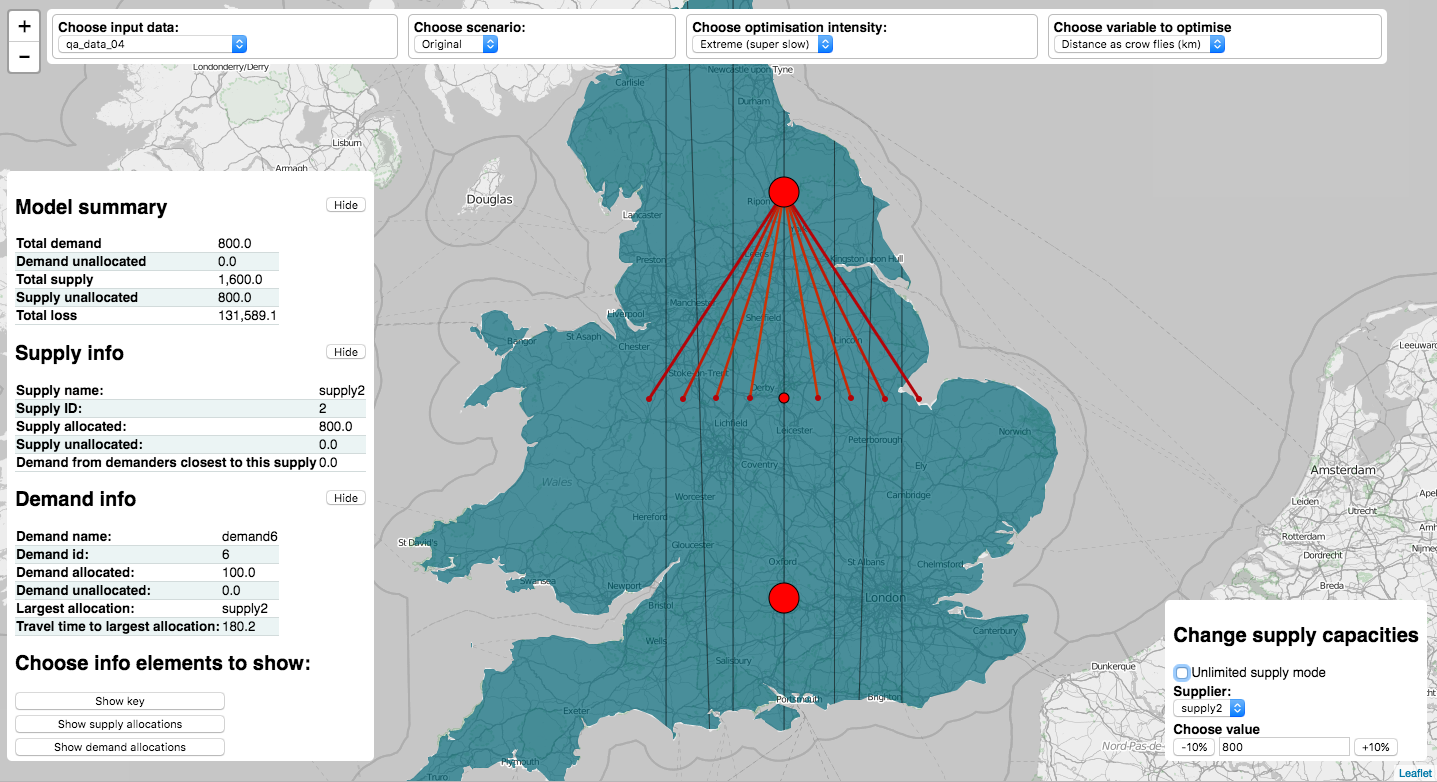 +
−
Choose input data:
qa_data_04
Choose scenario:
Original
Choose optimisation intensity:
Extreme (super slow)
Choose variable to optimise
Distance as crow flies (km)
Londonderry/Derry
Carlisle
Newcastle upon Tyne
Durham
Lisburn
Armagh
Douglas
Ripon
Lancaster
Leeds
Kingston upon Hull
Preston
Manchester
Liverpool
Sheffield
St Asaph
Bangor
Chester
Lincoln
Stoke-on-Trent
Derby
Lichfield
Leicester
Peterborough
Norwich
Coventry
Ely
Wales
Worcester
Cambridge
Hereford
St David's
Gloucester
Oxford
St Albans
Chelmsford
Swansea
Newport
London
Bristol
Canterbury
Wells
Salisbury
Portsmouth
Brighton
Exeter
Plymouth
Truro
Leeuwar
Amsterdam
Leiden
Utrecht
Apel
Rotterdam
Arnh
Dordrecht
Nijme
Breda
Dunkerque
Nord-Pas-de-
Model summary
Hide
Total demand 800.0
Demand unallocated 0.0
Total supply 1,600.0
Supply unallocated 800.0
Total loss 131,589.1
Supply info
Hide
Supply name: supply2
Supply ID: 2
Supply allocated: 800.0
Supply unallocated: 0.0
Demand from demanders closest to this supply 0.0
Demand info
Hide
Demand name: demand6
Demand id: 6
Demand allocated: 100.0
Demand unallocated: 0.0
Largest allocation: supply2
Travel time to largest allocation: 180.2
Choose info elements to show:
Show key
Show supply allocations
Show demand allocations
Change supply capacities
Unlimited supply mode
Supplier:
supply2
Choose value
-10% 800 +10%
Leaflet